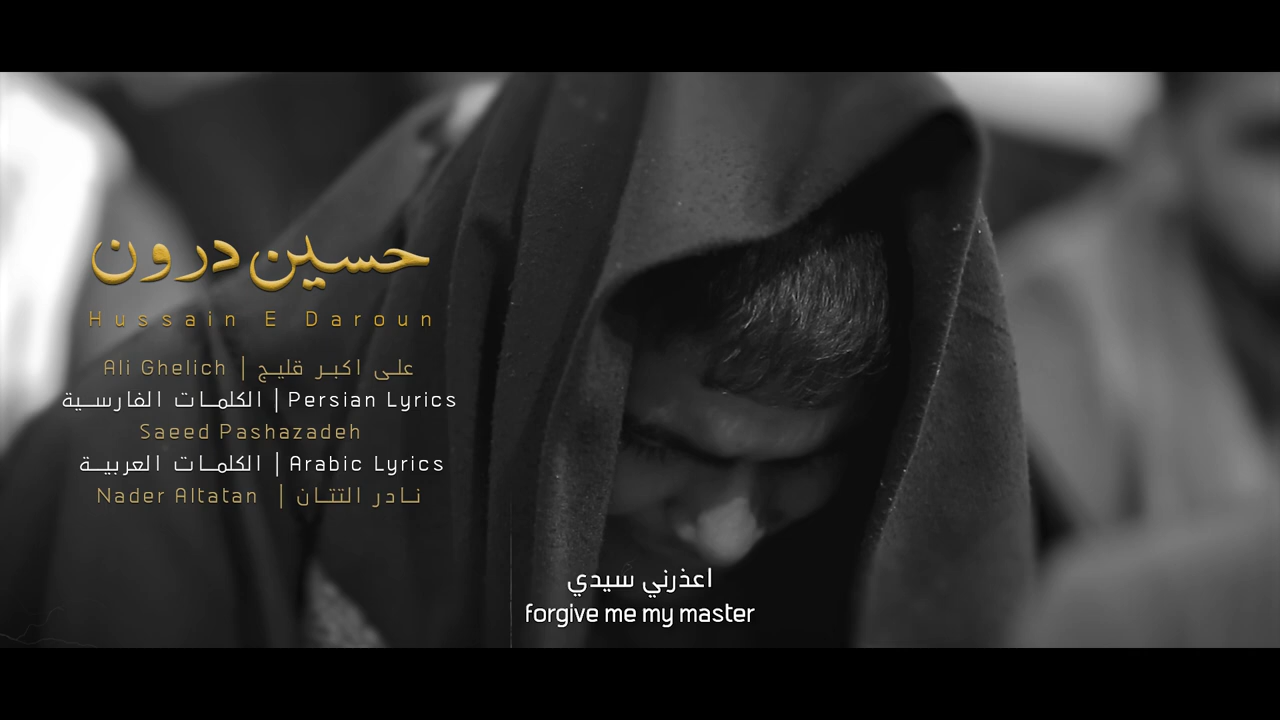 حسين درون
Hussain E Daroun
Ali Ghelich | على اكبر قليج
الكلمات الفارسية | Persian Lyrics
Saeed Pashazadeh
الكلمات العربية | Arabic Lyrics
Nader Altatan | نادر التتان
اعذرني سيدي
forgive me my master